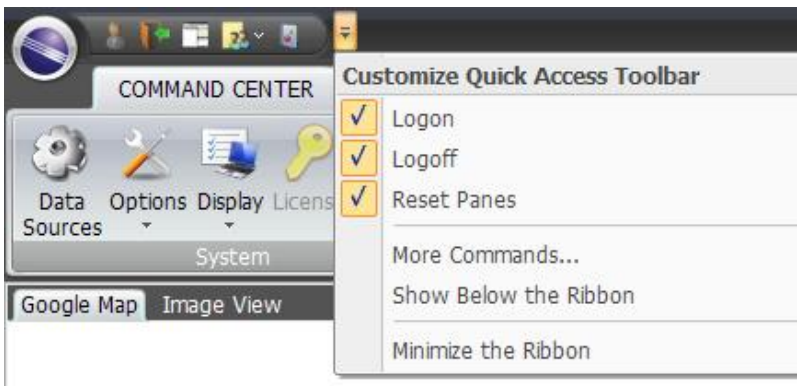 Customize Quick Access Toolbar
COMMAND CENTER
Logon
Logoff
Reset Panes
More Commands...
Show Below the Ribbon
Minimize the Ribbon
Data Sources
Options
Display
Licens
System
Google Map
Image View